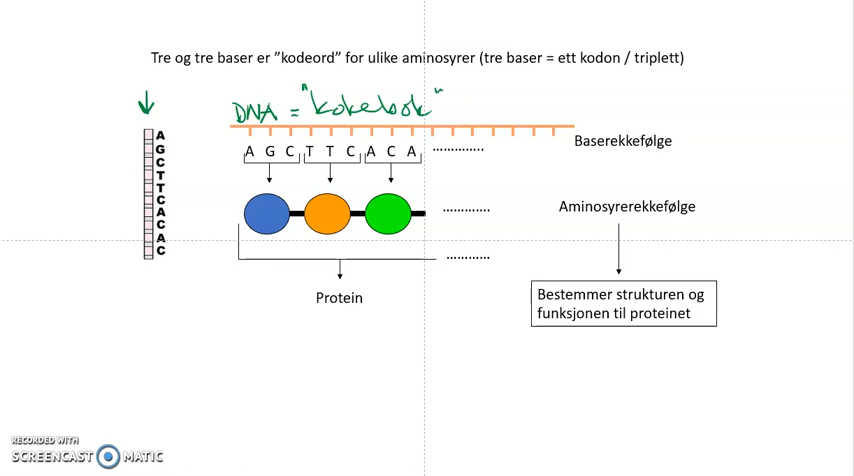 Tre og tre baser er ”kodeord” for ulike aminosyrer (tre baser = ett kodon / triplett)
DNA = "kokebok"
A
G
C
T
T
C
A
C
A
C
A G C T T C A C A ..............
Baserekkefølge
.............
Aminosyrerekkefølge
............
Protein
Bestemmer strukturen og
funksjonen til proteinet
RECORDED WITH
SCREENCAST MATIC